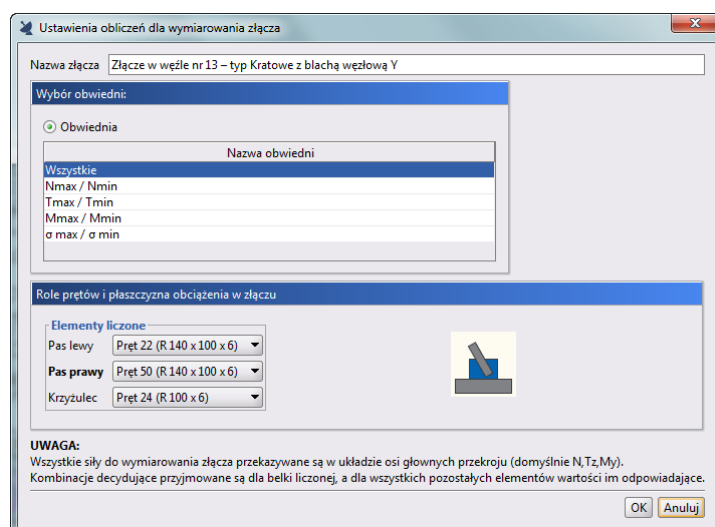 Ustawienia obliczeń dla wymiarowania złącza
Nazwa złącza Złącze w węźle nr 13 – typ Kratowe z blachą węzłową Y
Wybór obwiedni:
Obwiednia
Nazwa obwiedni
Wszystkie
Nmax / Nmin
Tmax / Tmin
Mmax / Mmin
σ max / σ min
Role prętów i płaszczyzna obciążenia w złączu
Elementy liczone
Pas lewy Pręt 22 (R 140 x 100 x 6)
Pas prawy Pręt 50 (R 140 x 100 x 6)
Krzyżulec Pręt 24 (R 100 x 6)
UWAGA:
Wszystkie siły do wymiarowania złącza przekazywane są w układzie osi głownych przekroju (domyślnie N,Tz,My).
Kombinacje decydujące przyjmowane są dla belki liczonej, a dla wszystkich pozostałych elementów wartości im odpowiadające.
OK Anuluj